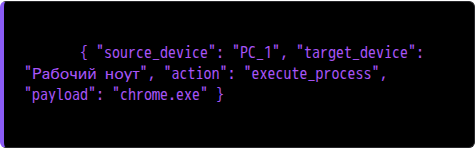 { "source_device": "PC_1", "target_device":
"Рабочий ноут", "action": "execute_process",
"payload": "chrome.exe" }